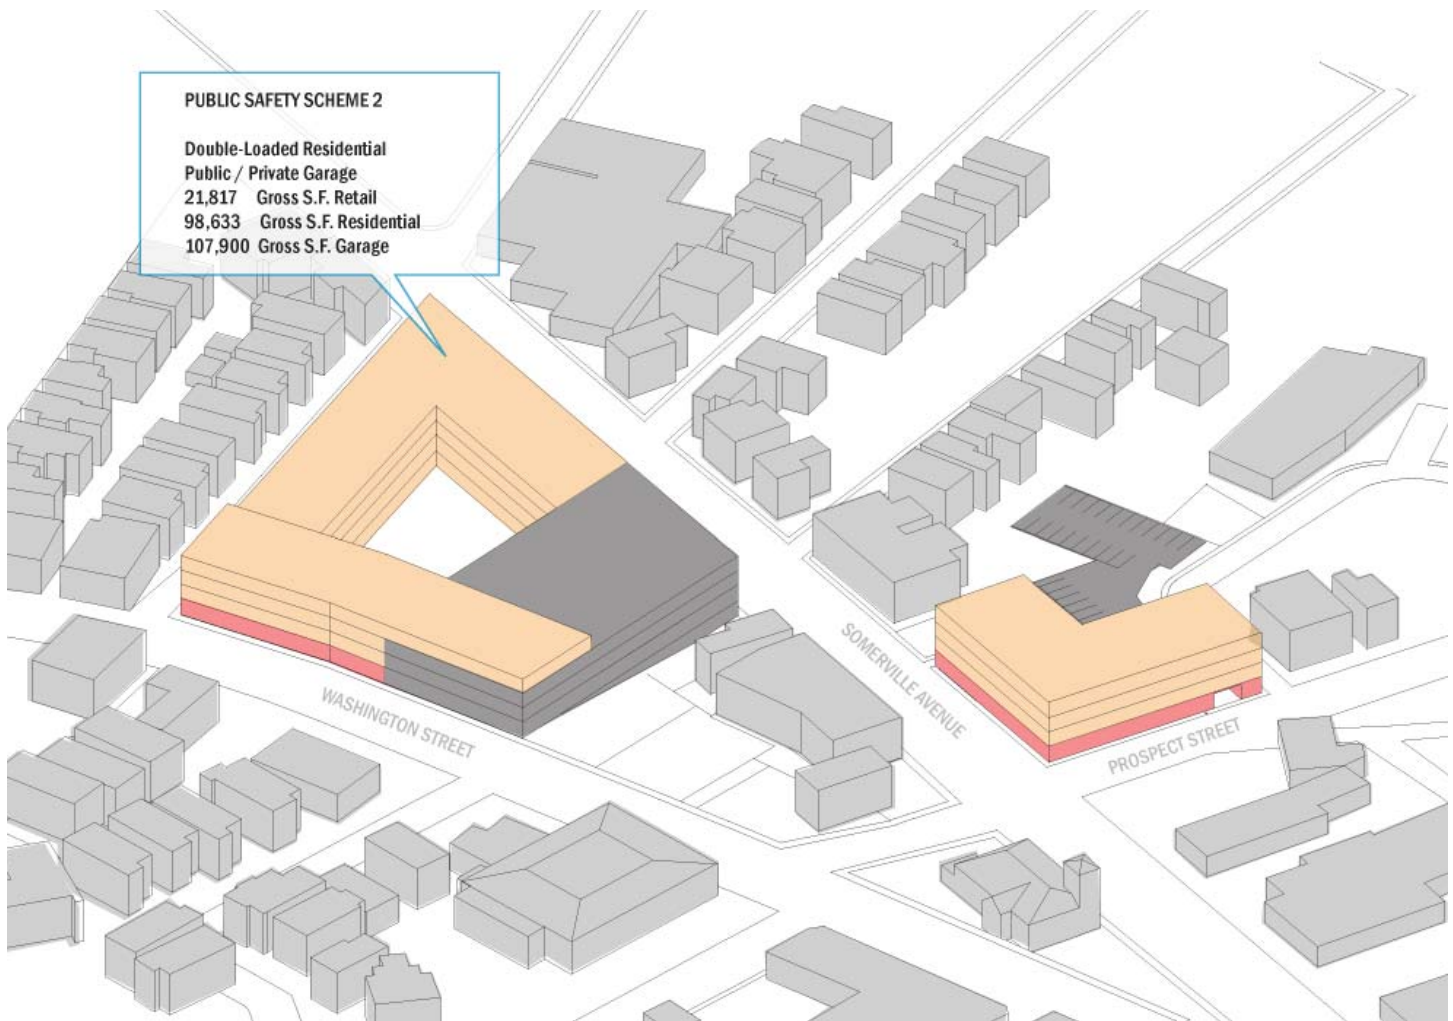 PUBLIC SAFETY SCHEME 2
Double-Loaded Residential
Public / Private Garage
21,817 Gross S.F. Retail
98,633 Gross S.F. Residential
107,900 Gross S.F. Garage
WASHINGTON STREET
SOMERVILLE AVENUE
PROSPECT STREET